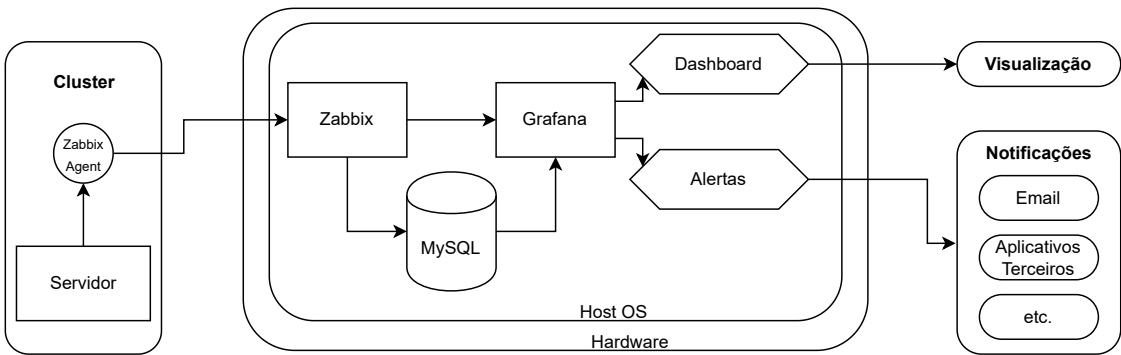 Cluster
Zabbix
Agent
Servidor
Zabbix
Grafana
MySQL
Dashboard
Alertas
Host OS
Hardware
Visualização
Notificações
Email
Aplicativos
Terceiros
etc.